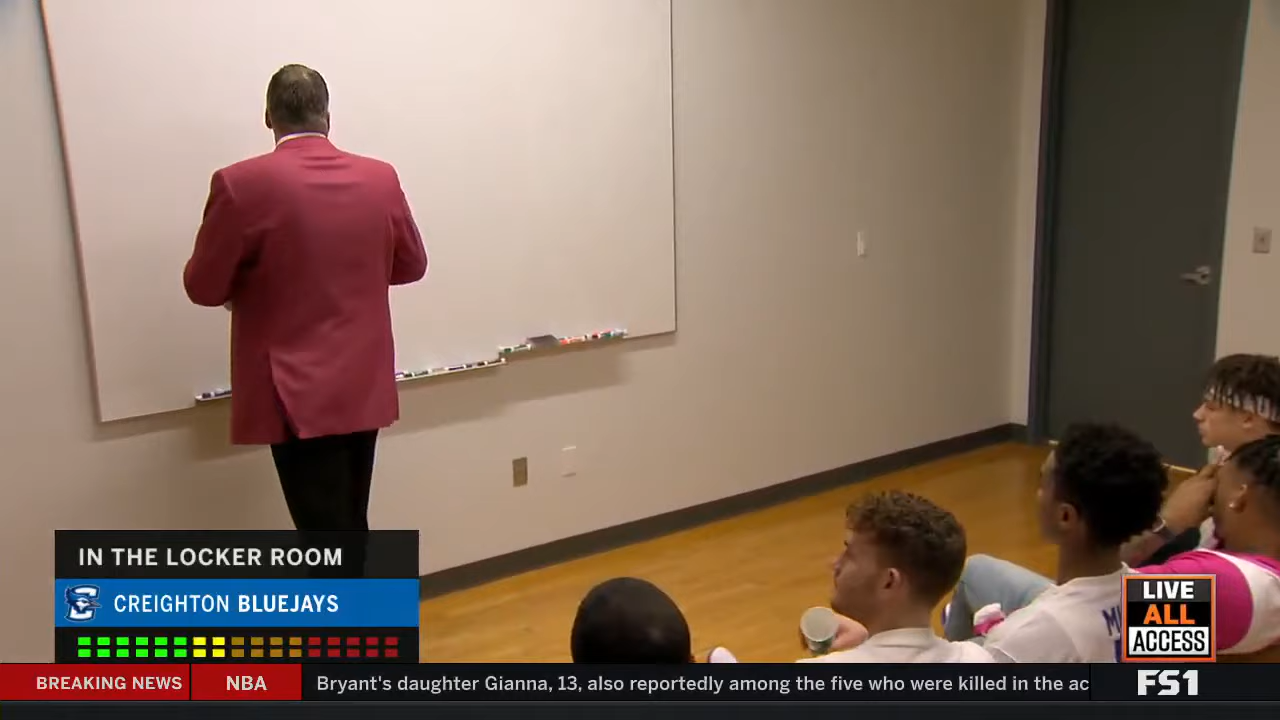 IN THE LOCKER ROOM
CREIGHTON BLUEJAYS
LIVE
ALL
ACCESS
BREAKING NEWS NBA Bryant's daughter Gianna, 13, also reportedly among the five who were killed in the ac FS1